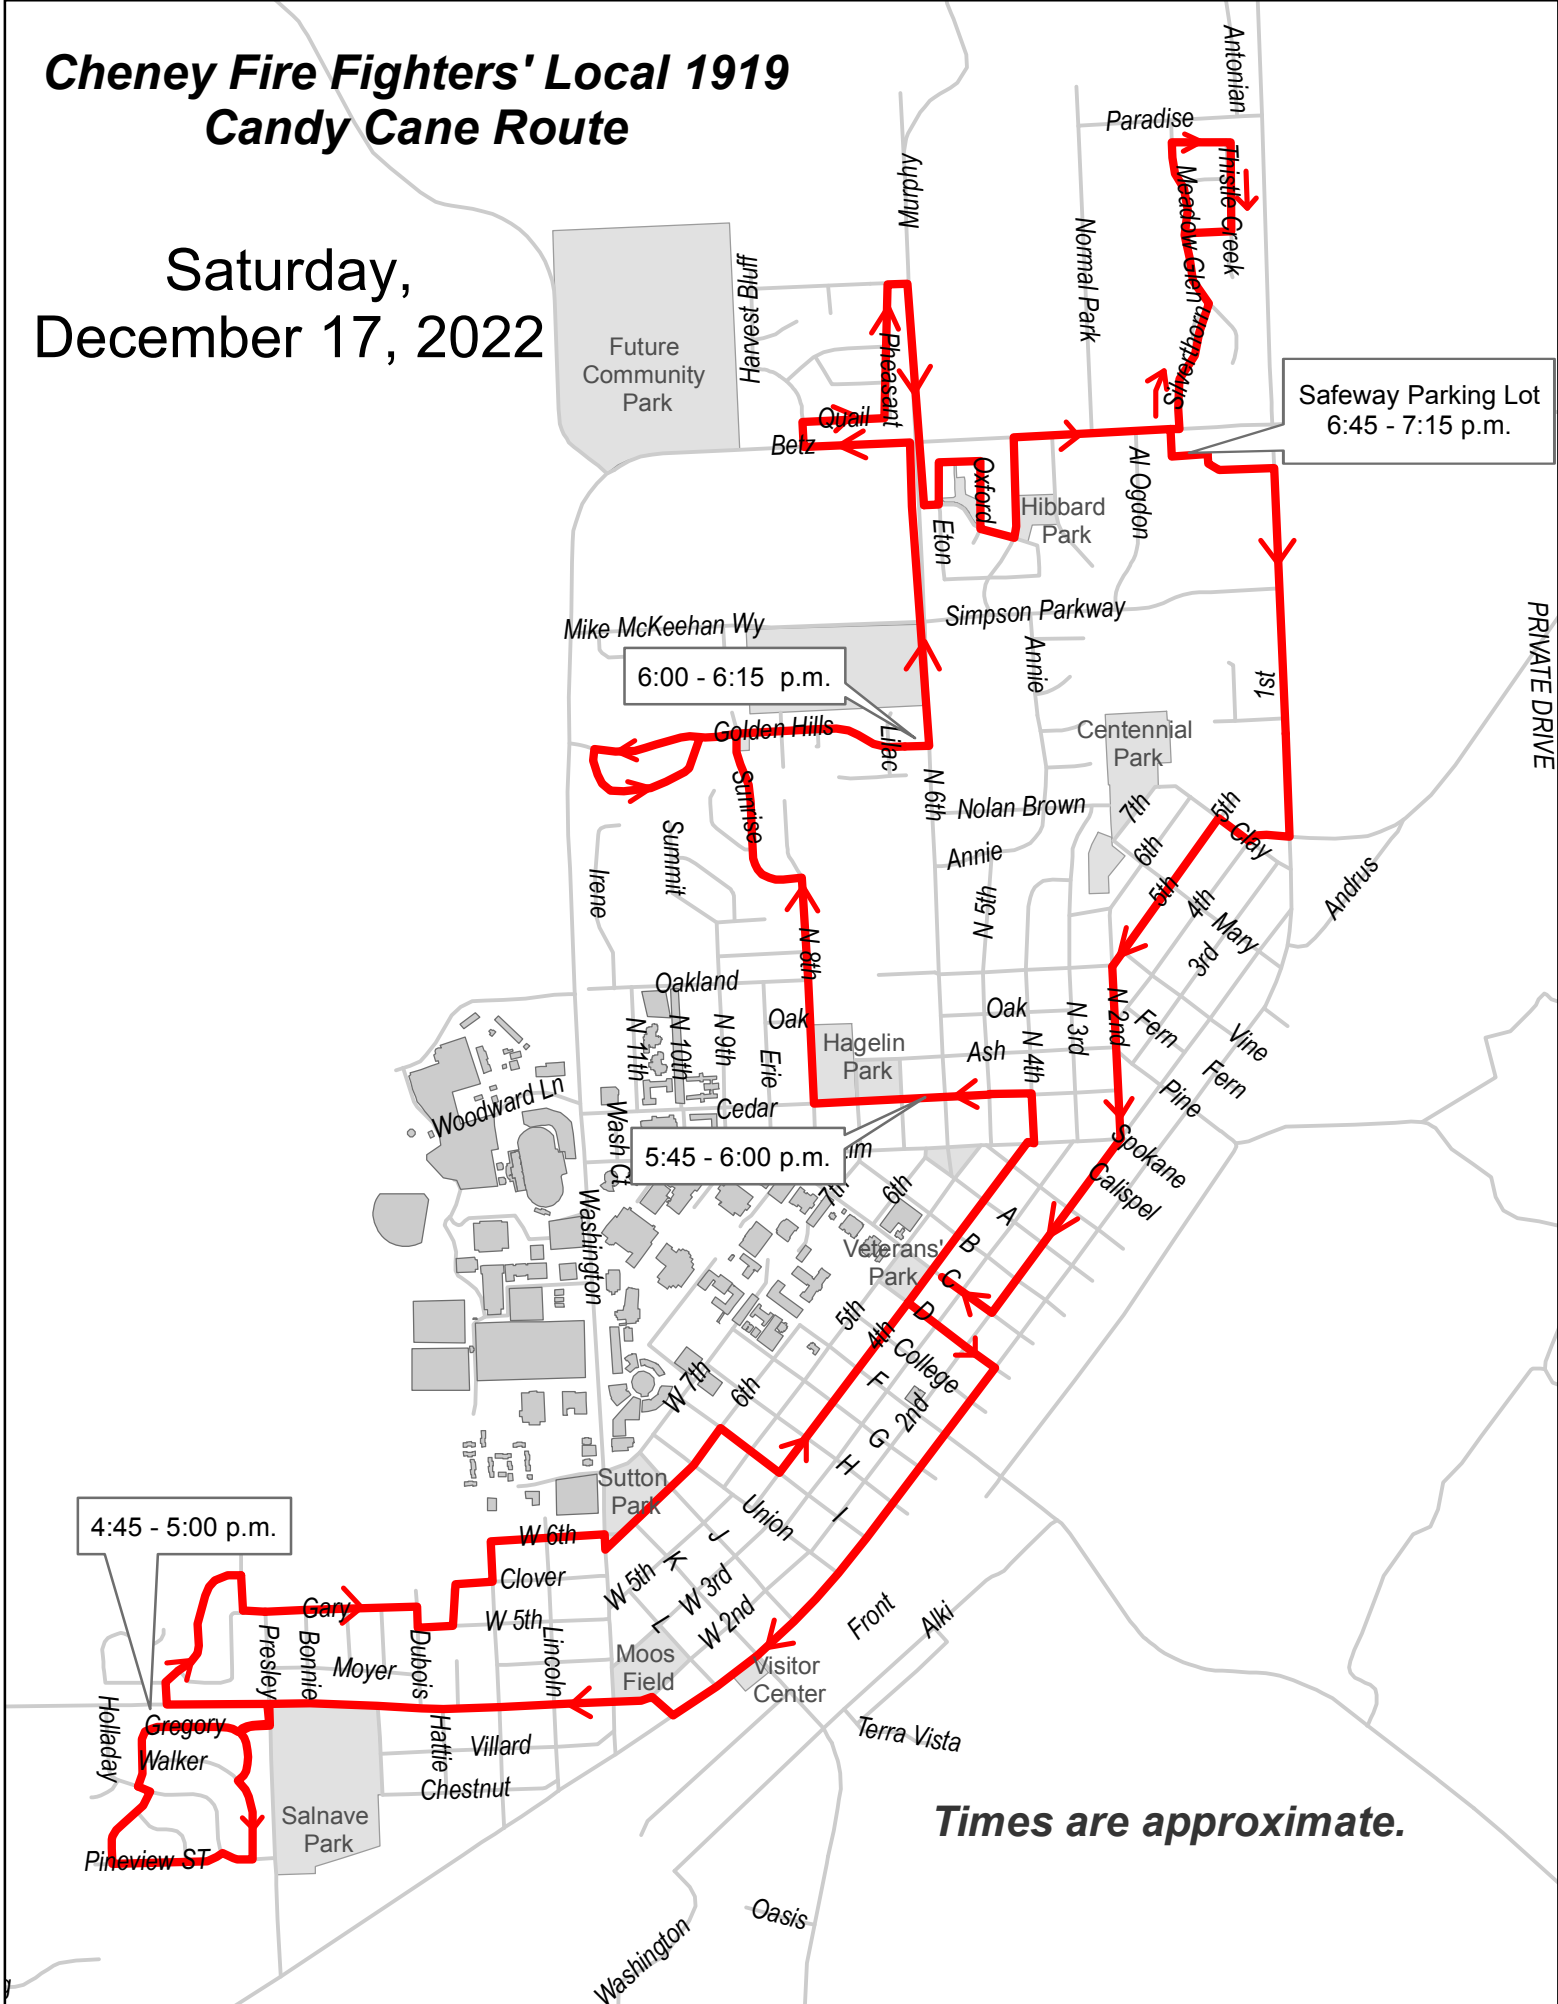 Cheney Fire Fighters' Local 1919
Candy Cane Route
Saturday,
December 17, 2022
Antonian
Paradise
Thistle Creek
Meadow Glen
Murphy
Normal Park
Silverthorn
Harvest Bluff
Pheasant
Future
Community
Park
Quail
Betz
Safeway Parking Lot
6:45 - 7:15 p.m.
Oxford
Al Ogdon
Hibbard
Park
Eton
Simpson Parkway
Mike McKeehan Wy
PRIVATE DRIVE
Annie
6:00 - 6:15 p.m.
1st
Golden Hills
Lilac
Centennial
Park
N 6th
Nolan Brown
Sunrise
7th
5th
Clay
Summit
6th
Annie
Irene
5th
4th
Andrus
N 5th
Mary
N 8th
3rd
Oakland
Oak
Oak
N 11th
N 10th
N 9th
Erie
N 3rd
N 2nd
Fern
Vine
Hagelin
Park
Ash
N 4th
Fern
Pine
Woodward Ln
Cedar
Wash Ct
5:45 - 6:00 p.m.
Spokane
Calispel
7th
6th
Washington
A
B
Veterans'
Park
C
D
5th
4th
College
F
W 7th
6th
2nd
G
H
Sutton
Park
Union
I
4:45 - 5:00 p.m.
W 6th
J
K
Clover
W 5th
W 3rd
Gary
W 5th
L
W 2nd
Front
Alki
Presley
Bonnie
Moyer
Dubois
Lincoln
Moos
Field
Visitor
Center
Holladay
Gregory
Hattie
Villard
Terra Vista
Walker
Chestnut
Salnave
Park
Times are approximate.
Pineview ST
Oasis
Washington